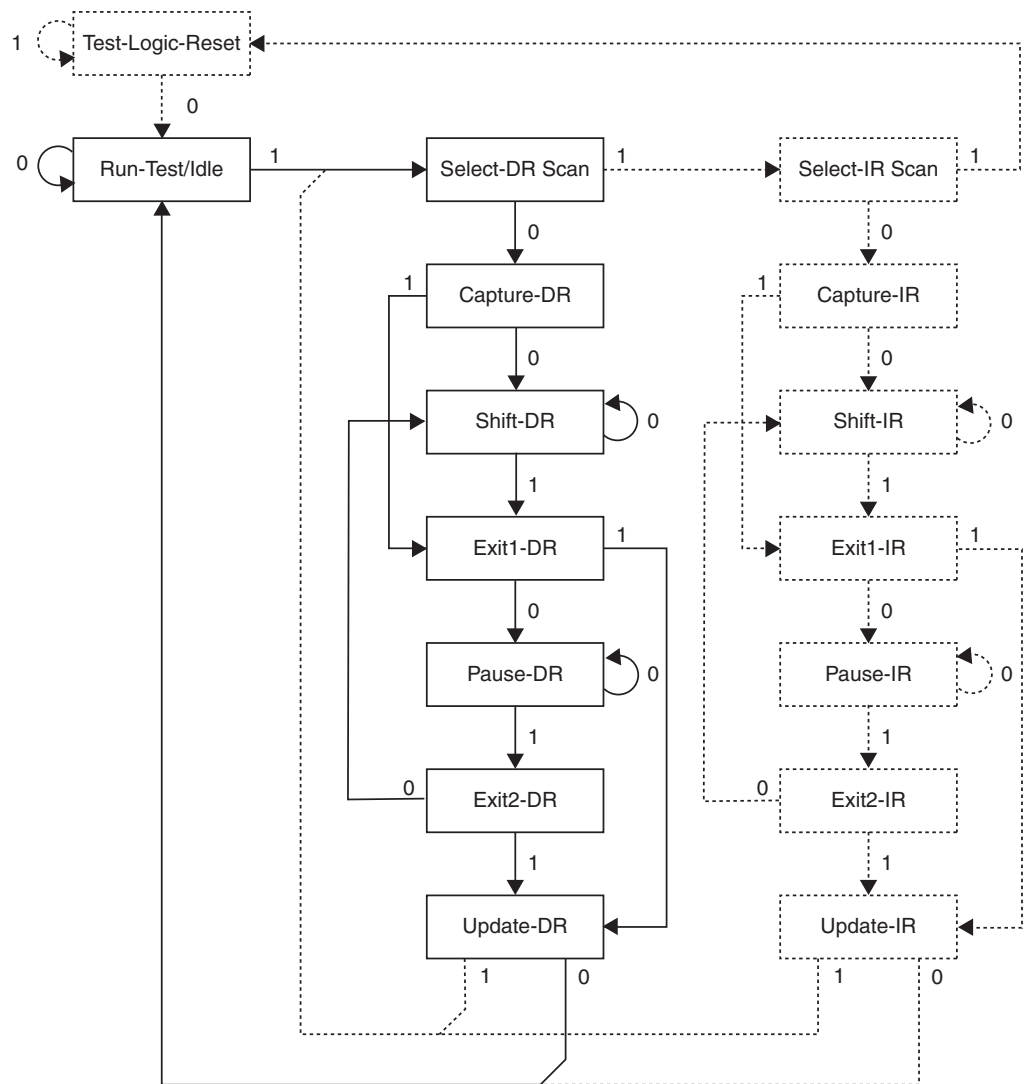 1
Test-Logic-Reset
0
0
Run-Test/Idle
1
Select-DR Scan
1
Select-IR Scan
1
0
0
1
Capture-DR
1
Capture-IR
0
0
Shift-DR
0
Shift-IR
0
1
1
Exit1-DR
1
Exit1-IR
1
0
0
Pause-DR
0
Pause-IR
0
1
1
0
Exit2-DR
0
Exit2-IR
1
1
Update-DR
Update-IR
1
0
1
0